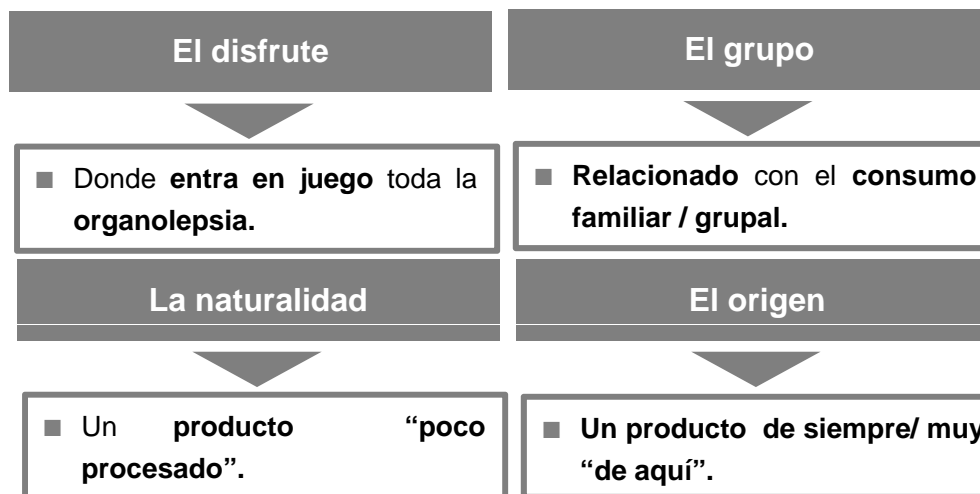 El disfrute
El grupo
■ Donde entra en juego toda la
organolepsia.
■ Relacionado con el consumo
familiar / grupal.
La naturalidad
El origen
■ Un producto “poco
procesado”.
■ Un producto de siempre/ muy
“de aquí”.